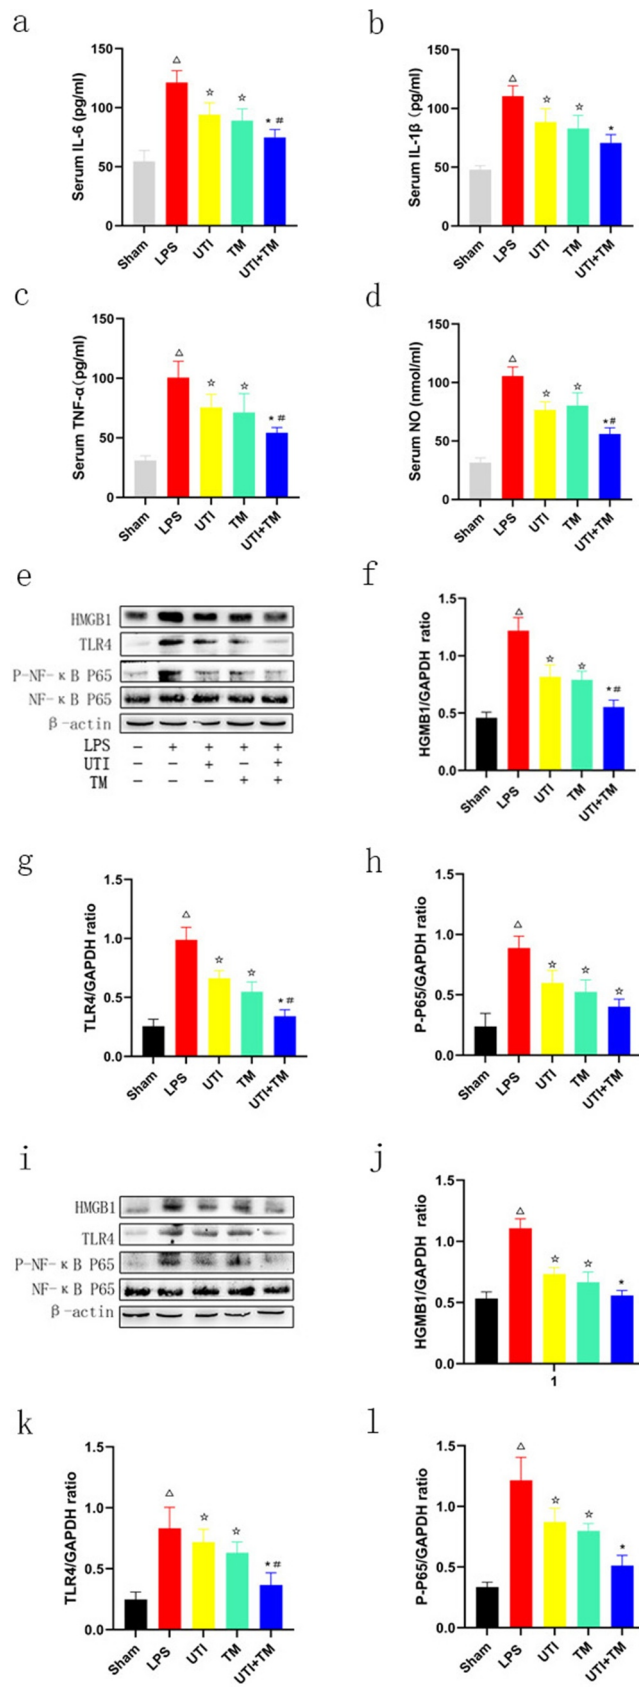 a
Serum IL-6 (pg/ml)
150
100
50
0
△
☆
☆
* #
Sham
LPS
UTI
TM
UTI+TM
b
Serum IL-1β (pg/ml)
150
100
50
0
△
☆
☆
*
Sham
LPS
UTI
TM
UTI+TM
c
Serum TNF-α(pg/ml)
150
100
50
0
△
☆
☆
* #
Sham
LPS
UTI
TM
UTI+TM
d
Serum NO (nmol/ml)
150
100
50
0
△
☆
☆
*#
Sham
LPS
UTI
TM
UTI+TM
e
HMGB1
TLR4
P-NF-κB P65
NF-κB P65
β-actin
LPS − + + + +
UTI − − + − +
TM − − − + +
f
HGMB1/GAPDH ratio
1.5
1.0
0.5
0.0
△
☆
☆
*#
Sham
LPS
UTI
TM
UTI+TM
g
TLR4/GAPDH ratio
1.5
1.0
0.5
0.0
△
☆
☆
*#
Sham
LPS
UTI
TM
UTI+TM
h
P-P65/GAPDH ratio
1.5
1.0
0.5
0.0
△
☆
☆
☆
Sham
LPS
UTI
TM
UTI+TM
i
HMGB1
TLR4
P-NF-κB P65
NF-κB P65
β-actin
j
HGMB1/GAPDH ratio
1.5
1.0
0.5
0.0
△
☆
☆
*
1
k
TLR4/GAPDH ratio
1.5
1.0
0.5
0.0
△
☆
☆
*#
Sham
LPS
UTI
TM
UTI+TM
l
P-P65/GAPDH ratio
1.5
1.0
0.5
0.0
△
☆
☆
*
Sham
LPS
UTI
TM
UTI+TM